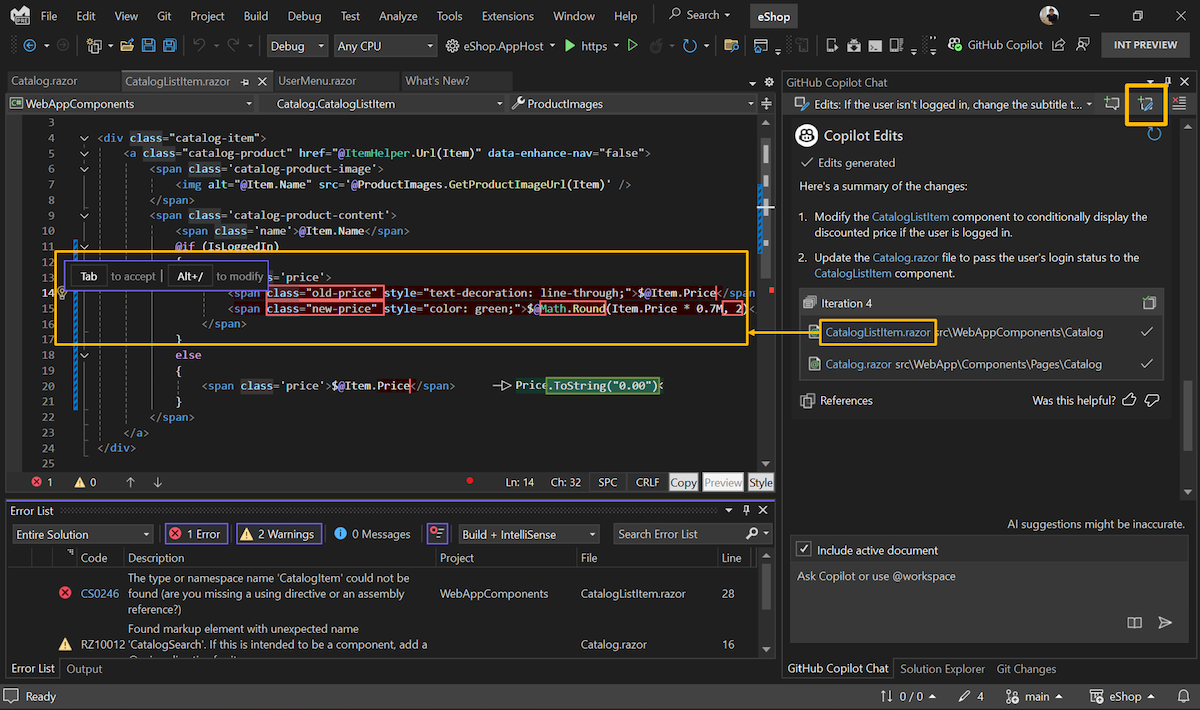 File Edit View Git Project Build Debug Test Analyze Tools Extensions Window Help Search eShop
PRE
Debug Any CPU eShop.AppHost https GitHub Copilot INT PREVIEW
Catalog.razor CatalogListItem.razor UserMenu.razor What's New?
WebAppComponents Catalog.CatalogListItem ProductImages
3
4 <div class="catalog-item">
5 <a class="catalog-product" href="@ItemHelper.Url(Item)" data-enhance-nav="false">
6 <span class='catalog-product-image'>
7 <img alt="@Item.Name" src='@ProductImages.GetProductImageUrl(Item)' />
8 </span>
9 <span class='catalog-product-content'>
10 <span class='name'>@Item.Name</span>
11 @if (IsLoggedIn)
12 {
Tab to accept | Alt+/ to modify
13 ='price'>
14 <span class="old-price" style="text-decoration: line-through;">$@Item.Price</span
15 <span class="new-price" style="color: green;">$@Math.Round(Item.Price * 0.7M, 2)
16 </span>
17 }
18 else
19 {
20 <span class='price'>$@Item.Price</span> Price.ToString("0.00")<
21 }
22 </span>
23 </a>
24 </div>
25
1 0 Ln: 14 Ch: 32 SPC CRLF Copy Preview Style
Error List
Entire Solution 1 Error 2 Warnings 0 Messages Build + IntelliSense Search Error List
Code Description Project File Line
CS0246 The type or namespace name 'CatalogItem' could not be
found (are you missing a using directive or an assembly
reference?) WebAppComponents CatalogListItem.razor 28
Found markup element with unexpected name
RZ10012 'CatalogSearch'. If this is intended to be a component, add a Catalog.razor 16
Error List Output
GitHub Copilot Chat
Edits: If the user isn't logged in, change the subtitle t...
Copilot Edits
Edits generated
Here's a summary of the changes:
1. Modify the CatalogListItem component to conditionally display the
discounted price if the user is logged in.
2. Update the Catalog.razor file to pass the user's login status to the
CatalogListItem component.
Iteration 4
CatalogListItem.razor src\WebAppComponents\Catalog
Catalog.razor src\WebApp\Components\Pages\Catalog
References Was this helpful?
AI suggestions might be inaccurate.
Include active document
Ask Copilot or use @workspace
GitHub Copilot Chat Solution Explorer Git Changes
Ready 0 / 0 4 main eShop